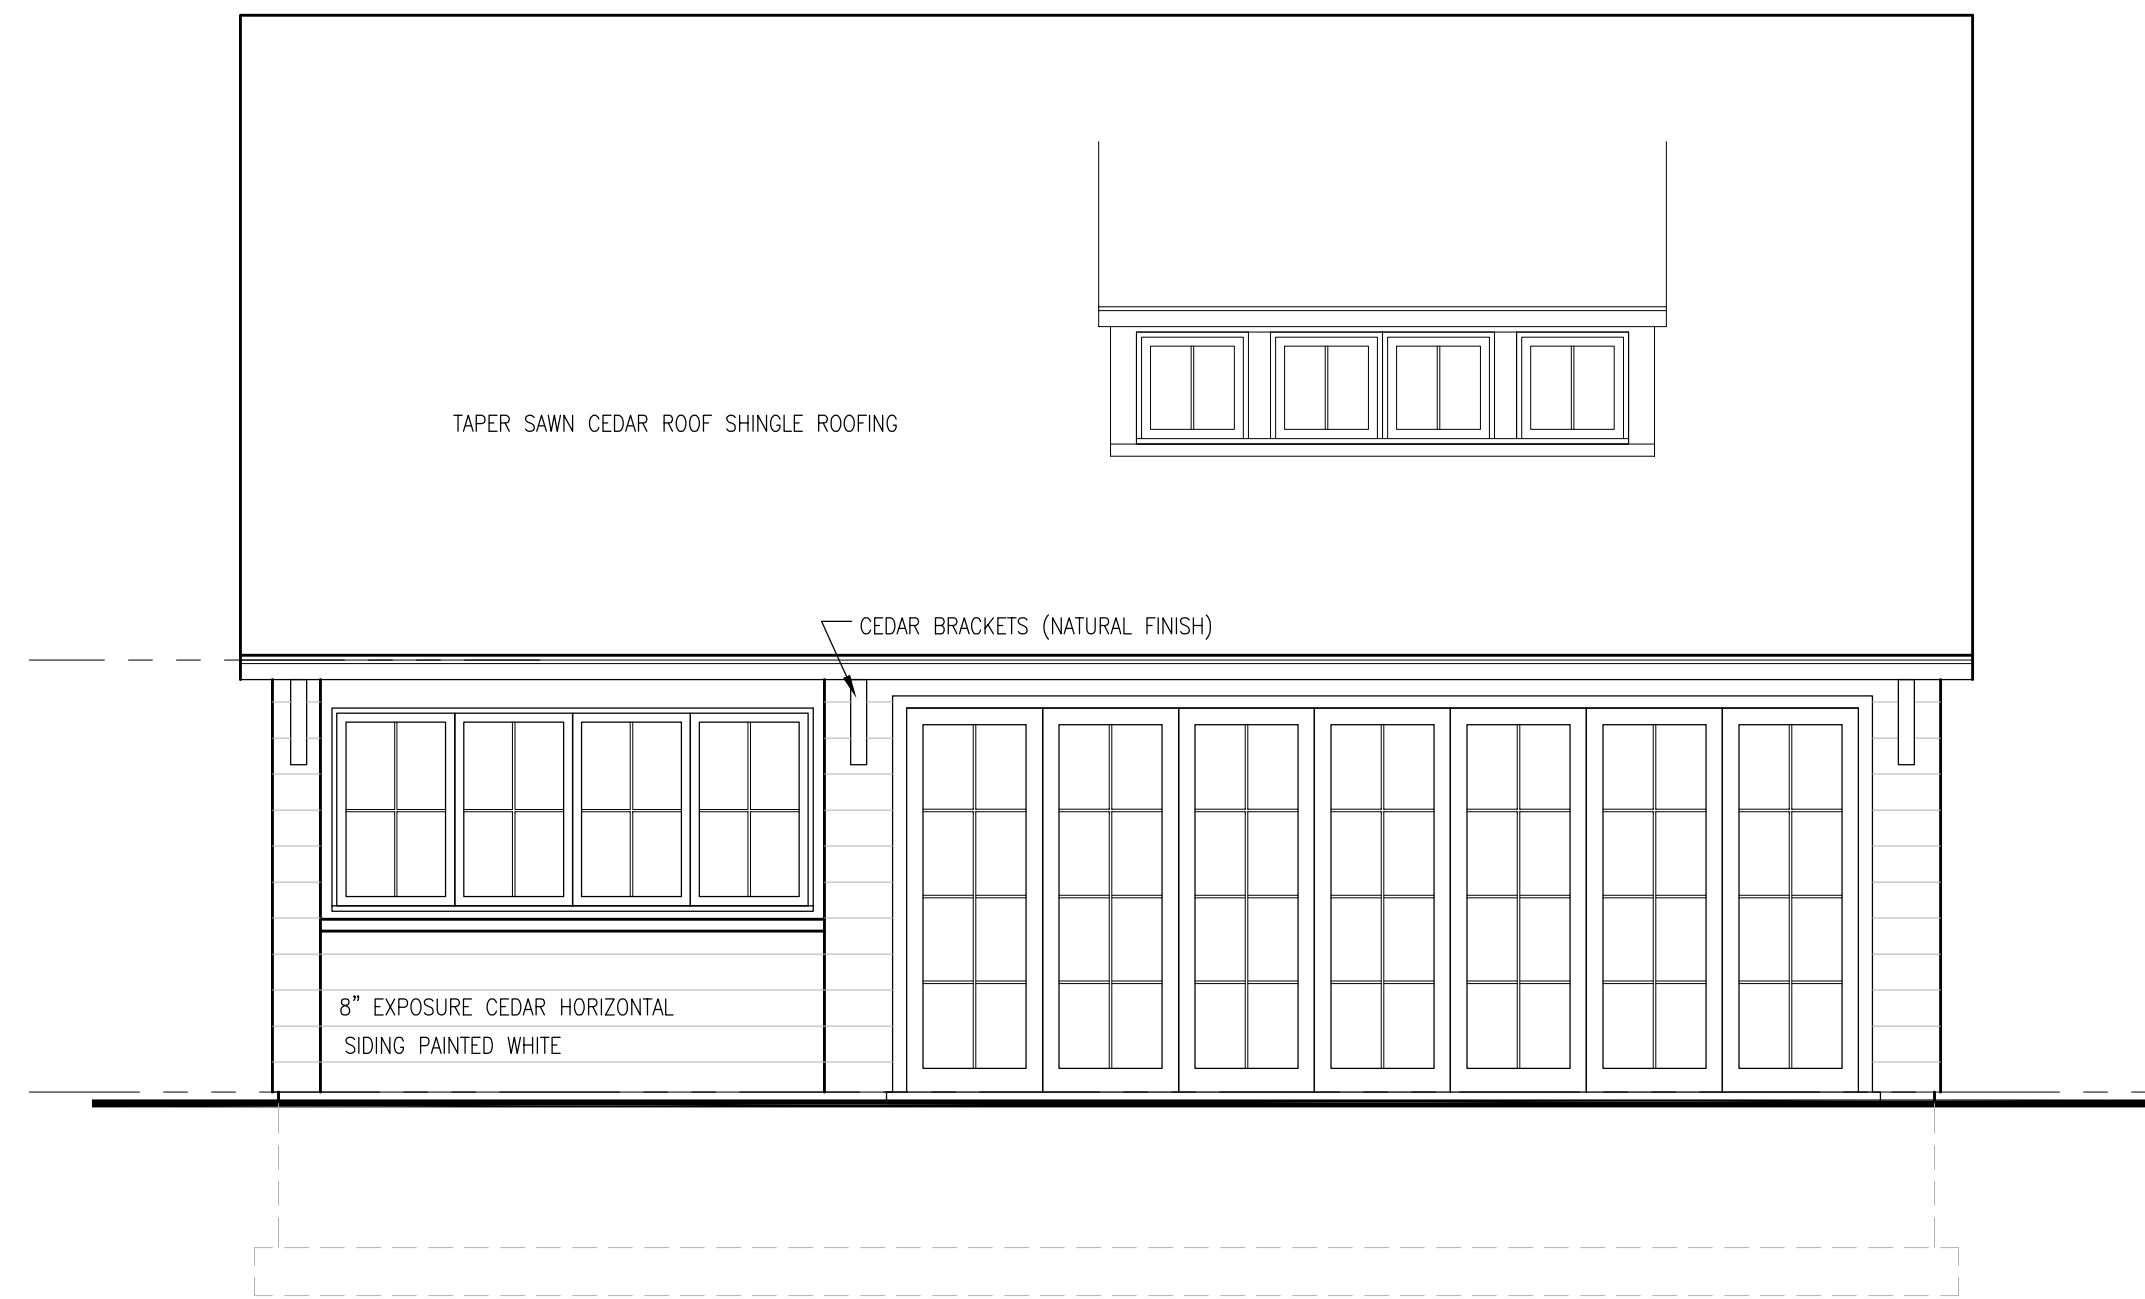 TAPER SAWN CEDAR ROOF SHINGLE ROOFING
CEDAR BRACKETS (NATURAL FINISH)
8” EXPOSURE CEDAR HORIZONTAL
SIDING PAINTED WHITE